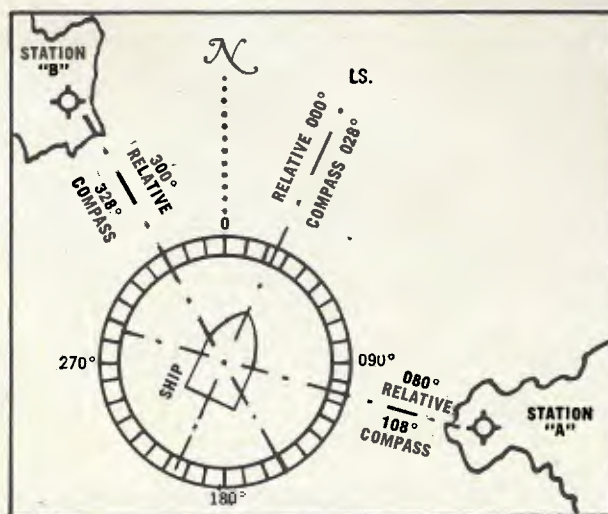 STATION
"B"
N
LS.
RELATIVE 000°
COMPASS 028°
300°
RELATIVE
328°
COMPASS
0
270°
090°
SHIP
080°
RELATIVE
108°
COMPASS
STATION
"A"
180°